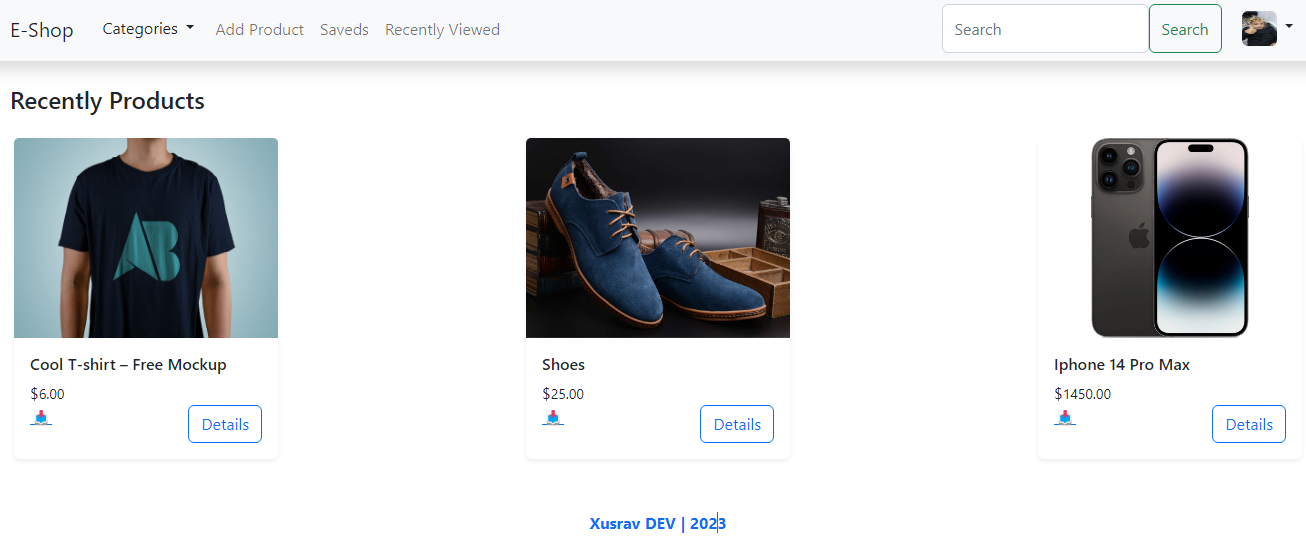 E-Shop Categories Add Product Saveds Recently Viewed Search Search
Recently Products
AB
Cool T-shirt – Free Mockup
$6.00
Details
Shoes
$25.00
Details
Iphone 14 Pro Max
$1450.00
Details
Xusrav DEV | 2023